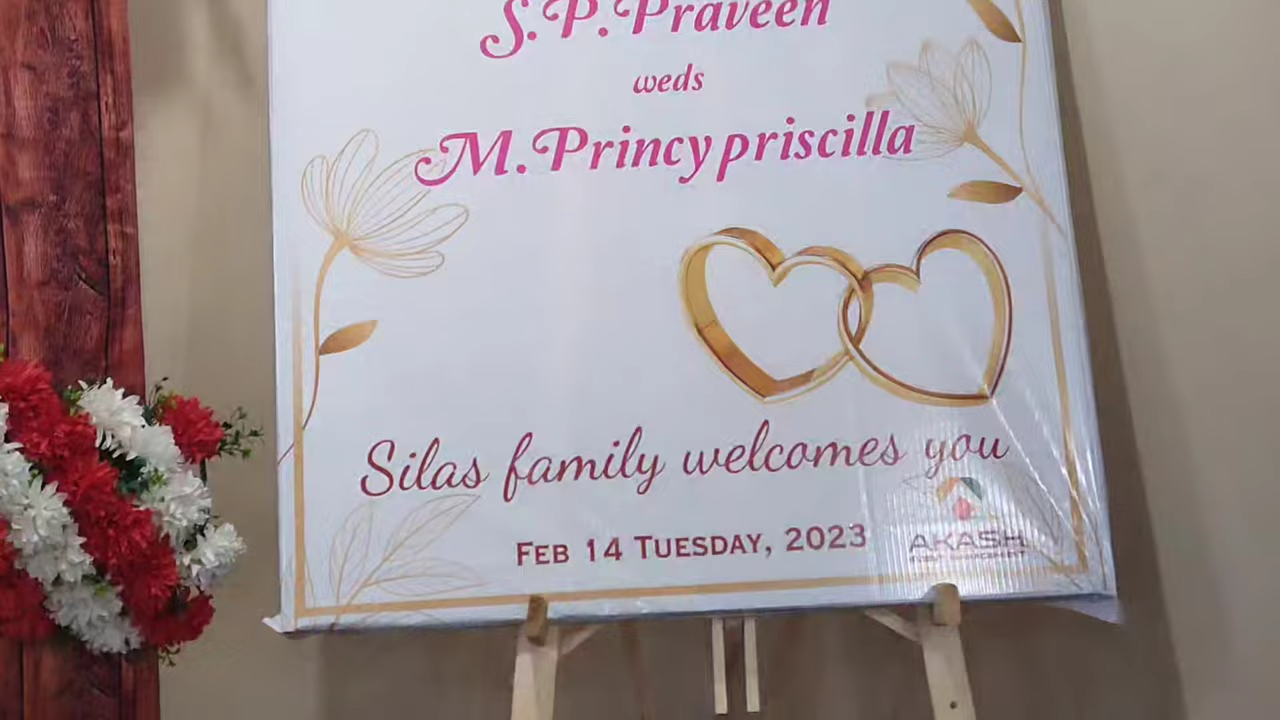 S.P.Praveen
weds
M.Princy priscilla
Silas family welcomes you
FEB 14 TUESDAY, 2023
AKASH